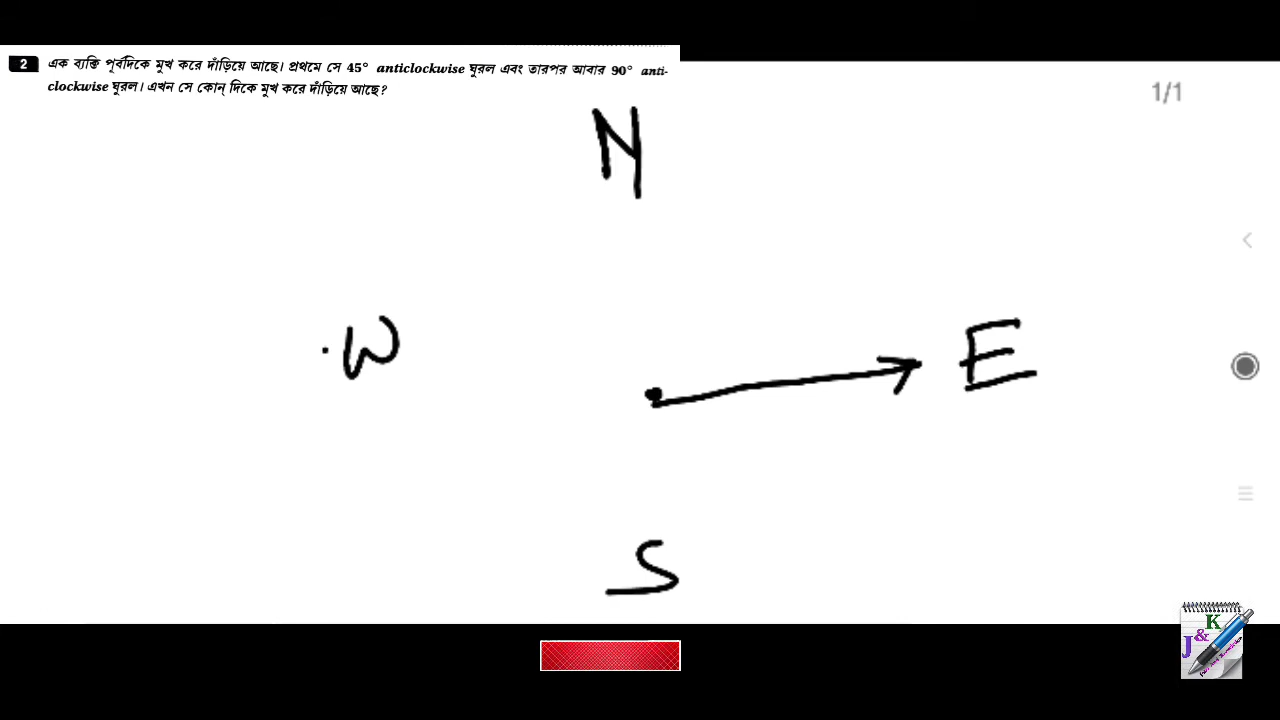 2 এক ব্যক্তি পূর্বদিকে মুখ করে দাঁড়িয়ে আছে। প্রথমে সে 45° anticlockwise ঘুরল এবং তারপর আবার 90° anti-
clockwise ঘুরল। এখন সে কোন্ দিকে মুখ করে দাঁড়িয়ে আছে?
1/1
N
W
E
S
J&K